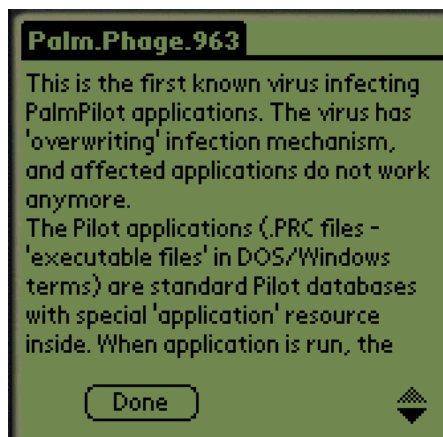 Palm.Phage.963
This is the first known virus infecting
PalmPilot applications. The virus has
'overwriting' infection mechanism,
and affected applications do not work
anymore.
The Pilot applications (.PRC files -
'executable files' in DOS/Windows
terms) are standard Pilot databases
with special 'application' resource
inside. When application is run, the
Done